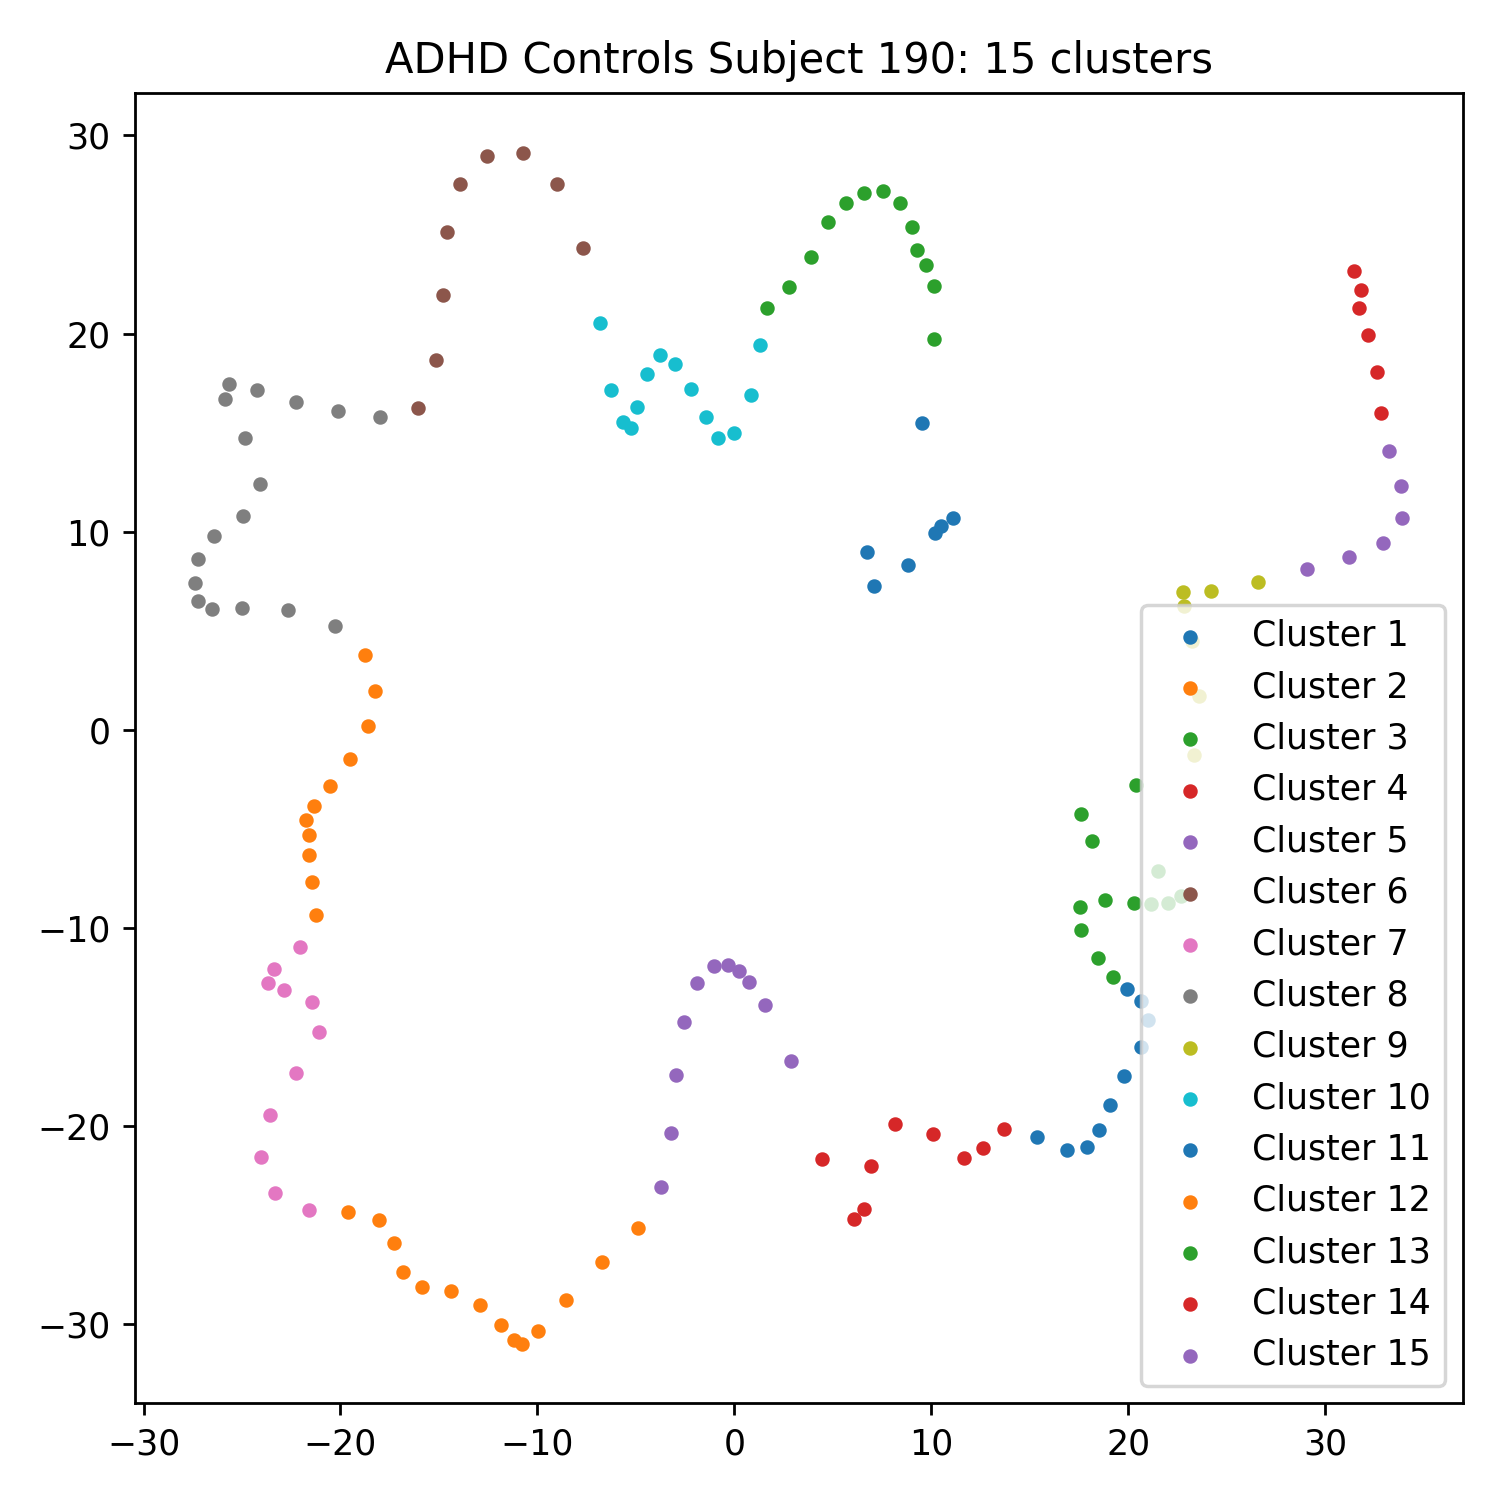 ADHD Controls Subject 190: 15 clusters
30
20
10
0
−10
−20
−30
−30 −20 −10 0 10 20 30
Cluster 1
Cluster 2
Cluster 3
Cluster 4
Cluster 5
Cluster 6
Cluster 7
Cluster 8
Cluster 9
Cluster 10
Cluster 11
Cluster 12
Cluster 13
Cluster 14
Cluster 15